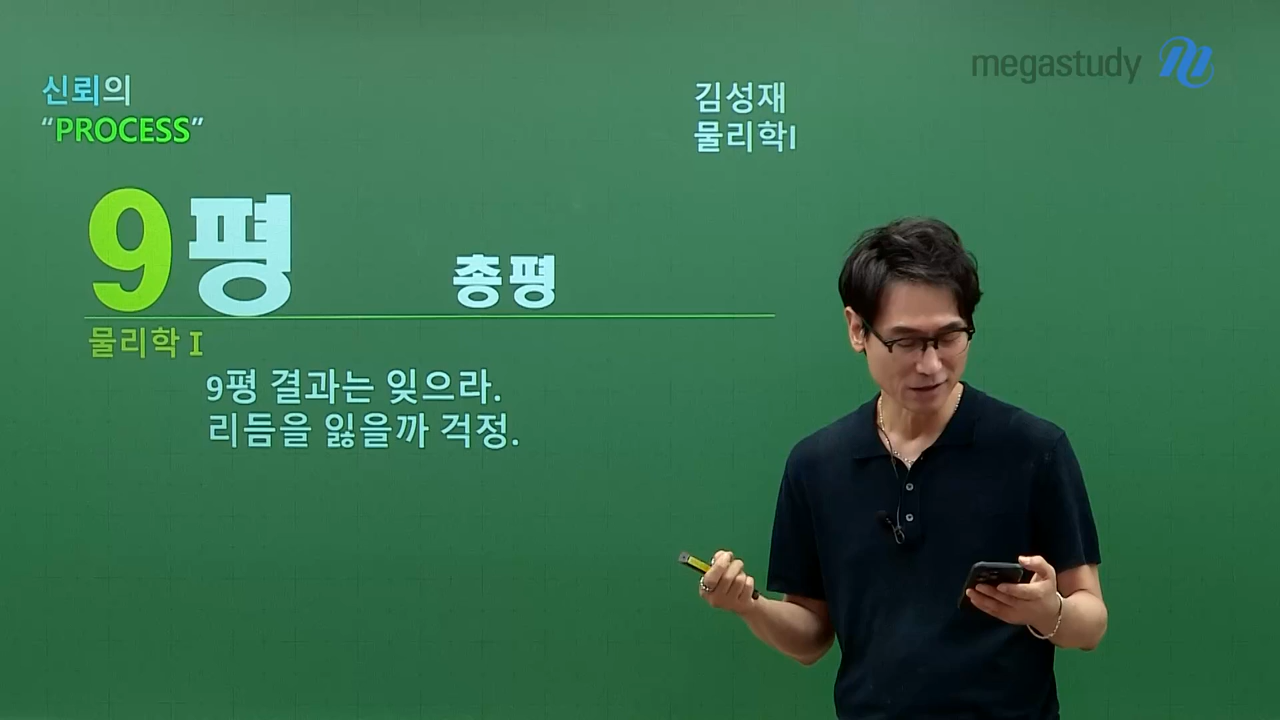 신뢰의
“PROCESS”
김성재
물리학I
megastudy
9평 총평
물리학 I
9평 결과는 잊으라.
리듬을 잃을까 걱정.